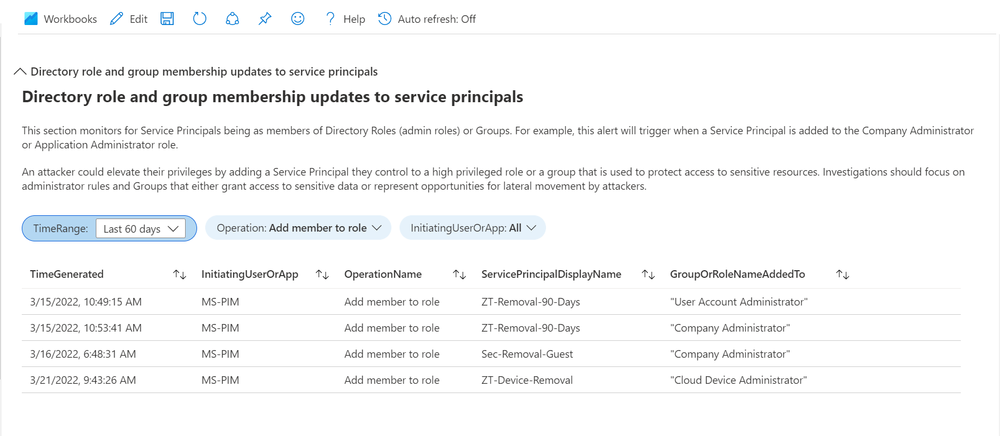 Workbooks Edit Help Auto refresh: Off
Directory role and group membership updates to service principals
Directory role and group membership updates to service principals
This section monitors for Service Principals being as members of Directory Roles (admin roles) or Groups. For example, this alert will trigger when a Service Principal is added to the Company Administrator
or Application Administrator role.
An attacker could elevate their privileges by adding a Service Principal they control to a high privileged role or a group that is used to protect access to sensitive resources. Investigations should focus on
administrator rules and Groups that either grant access to sensitive data or represent opportunities for lateral movement by attackers.
TimeRange: Last 60 days Operation: Add member to role InitiatingUserOrApp: All
TimeGenerated InitiatingUserOrApp OperationName ServicePrincipalDisplayName GroupOrRoleNameAddedTo
3/15/2022, 10:49:15 AM MS-PIM Add member to role ZT-Removal-90-Days "User Account Administrator"
3/15/2022, 10:53:41 AM MS-PIM Add member to role ZT-Removal-90-Days "Company Administrator"
3/16/2022, 6:48:31 AM MS-PIM Add member to role Sec-Removal-Guest "Company Administrator"
3/21/2022, 9:43:26 AM MS-PIM Add member to role ZT-Device-Removal "Cloud Device Administrator"